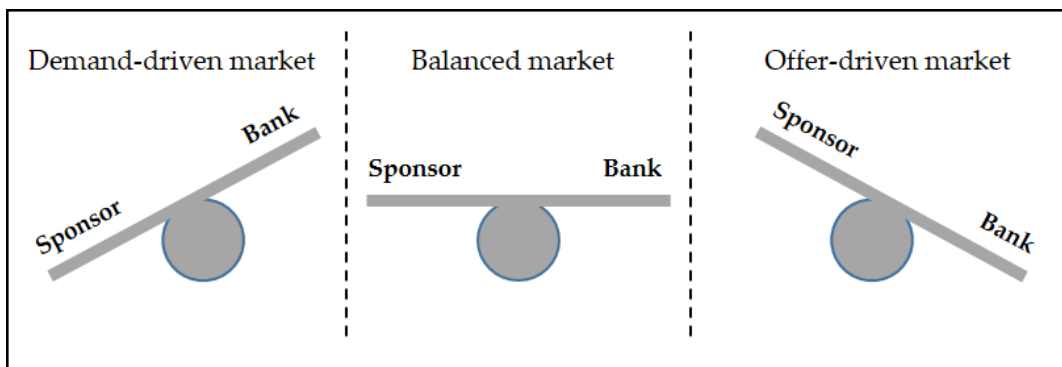 Demand-driven market
Balanced market
Offer-driven market
Sponsor
Bank
Sponsor
Bank
Sponsor
Bank